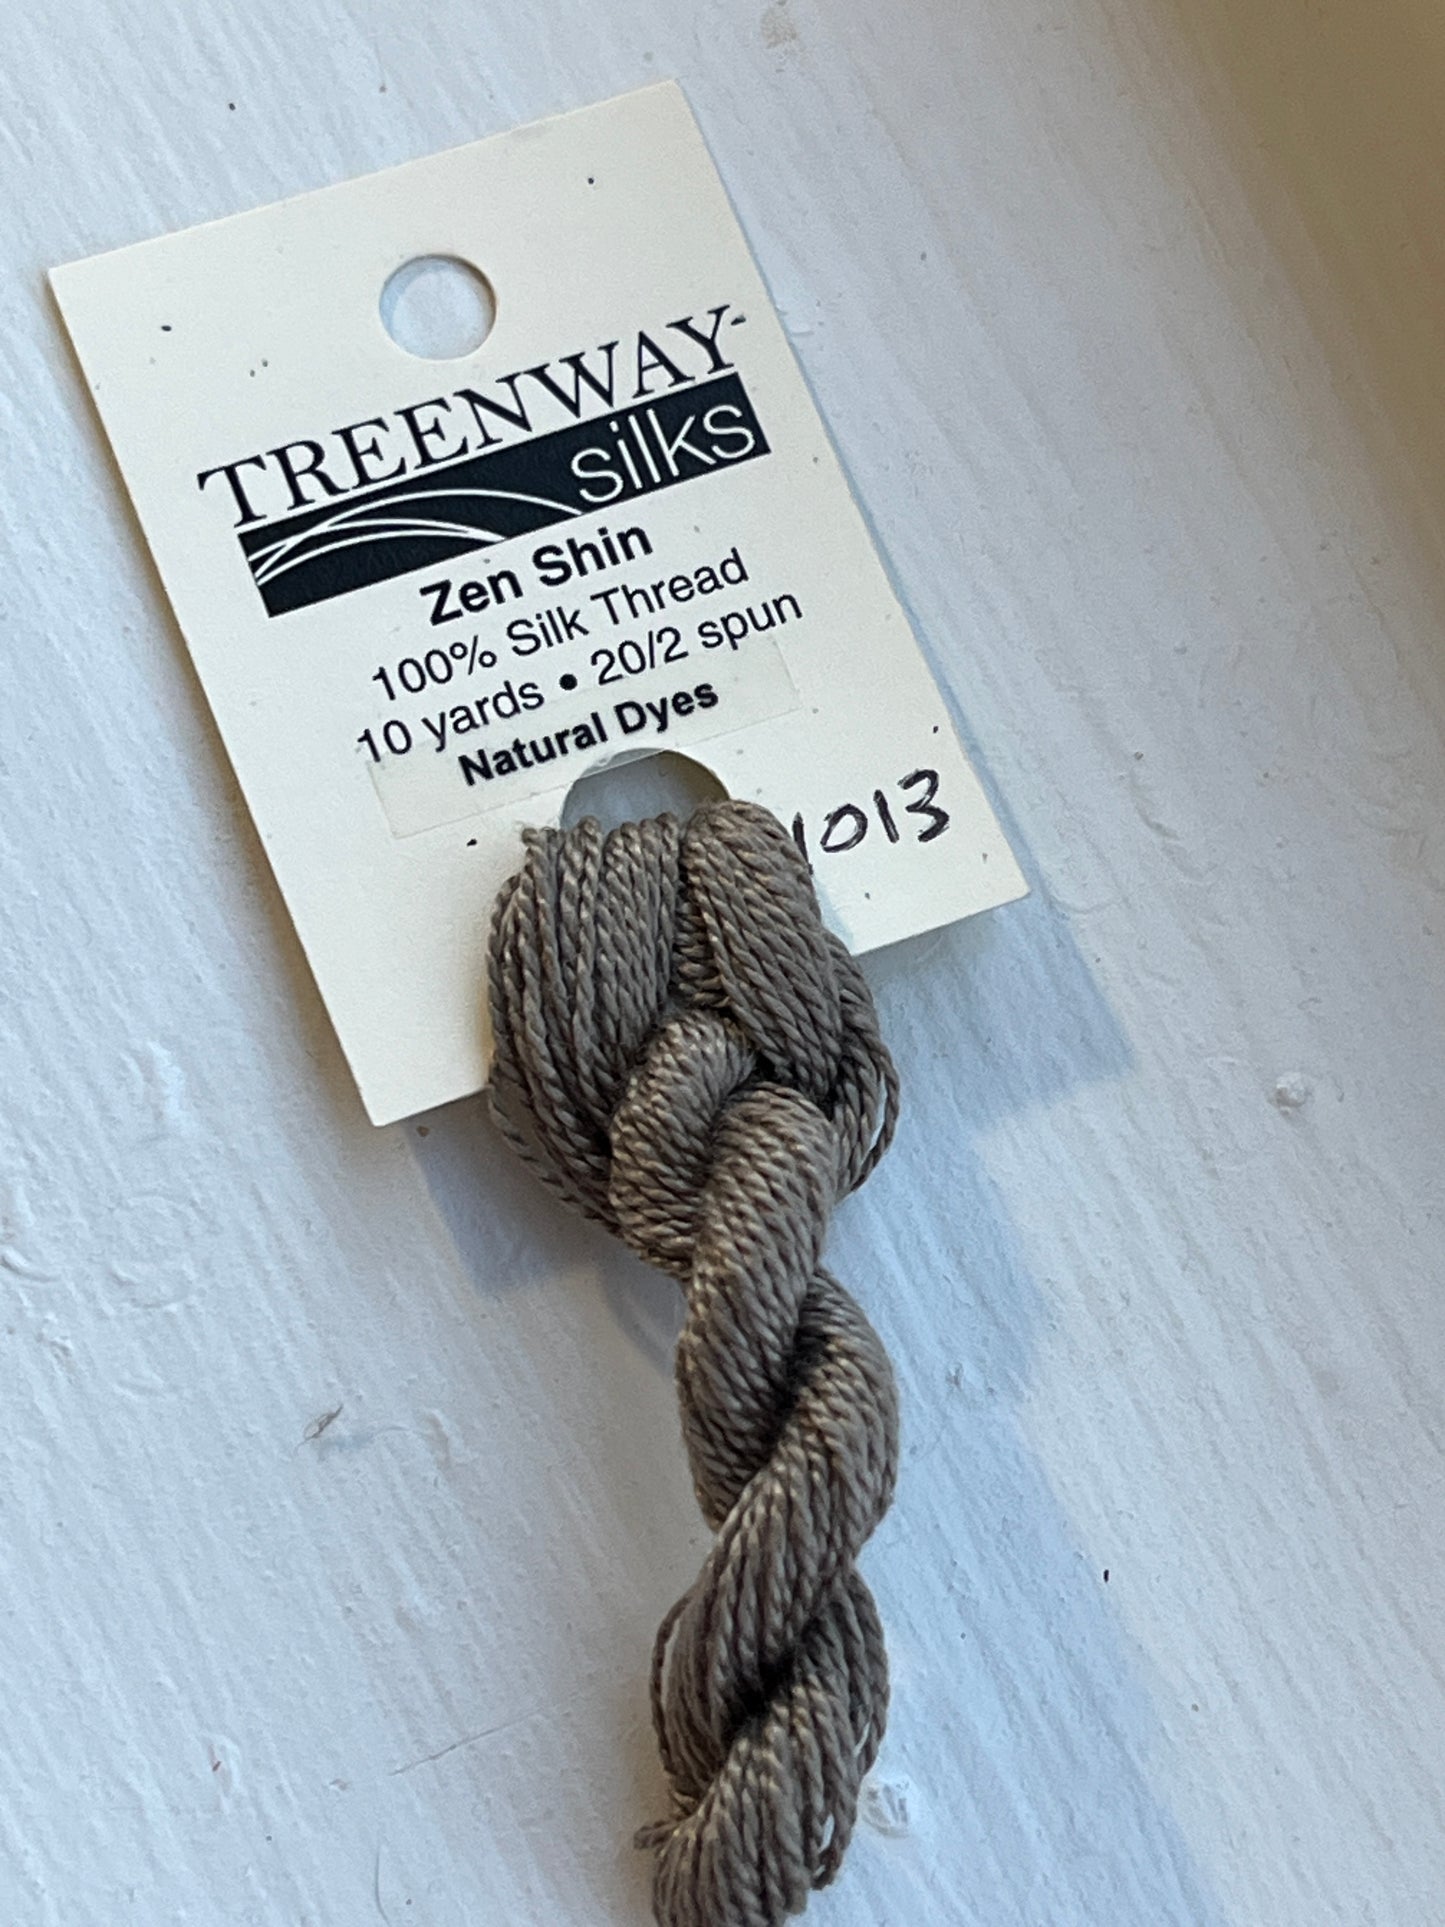 TREENWAY
silks
Zen Shin
100% Silk Thread
10 yards • 20/2 spun
Natural Dyes
1013